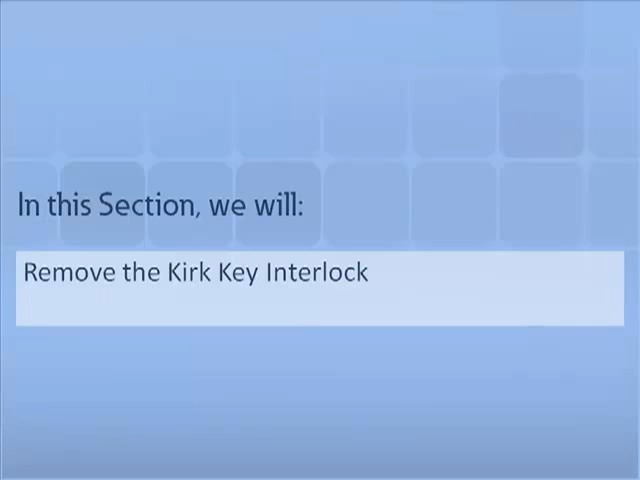 In this Section, we will:
Remove the Kirk Key Interlock